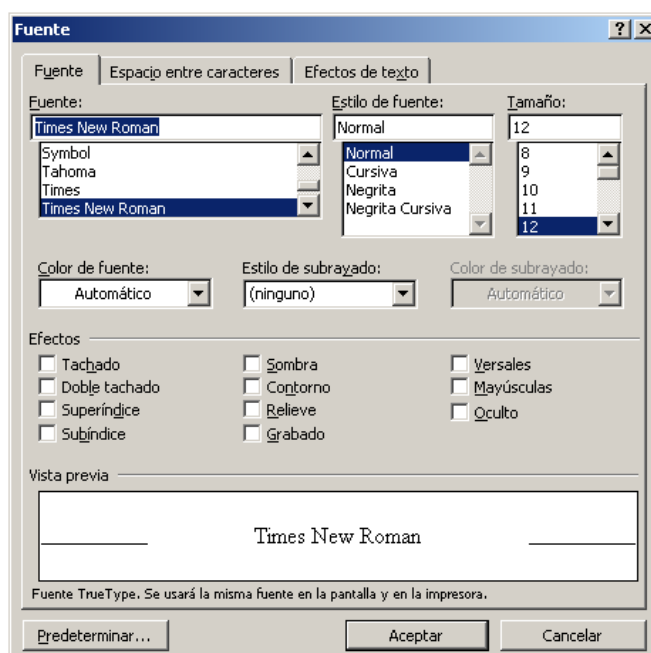 Fuente
Fuente Espacio entre caracteres Efectos de texto
Fuente: Estilo de fuente: Tamaño:
Times New Roman Normal 12
Symbol Normal 8
Tahoma Cursiva 9
Times Negrita 10
Times New Roman Negrita Cursiva 11
12
Color de fuente: Estilo de subrayado: Color de subrayado:
Automático (ninguno) Automático
Efectos
Tachado Sombra Versales
Doble tachado Contorno Mayúsculas
Superíndice Relieve Oculto
Subíndice Grabado
Vista previa
Times New Roman
Fuente TrueType. Se usará la misma fuente en la pantalla y en la impresora.
Predeterminar... Aceptar Cancelar